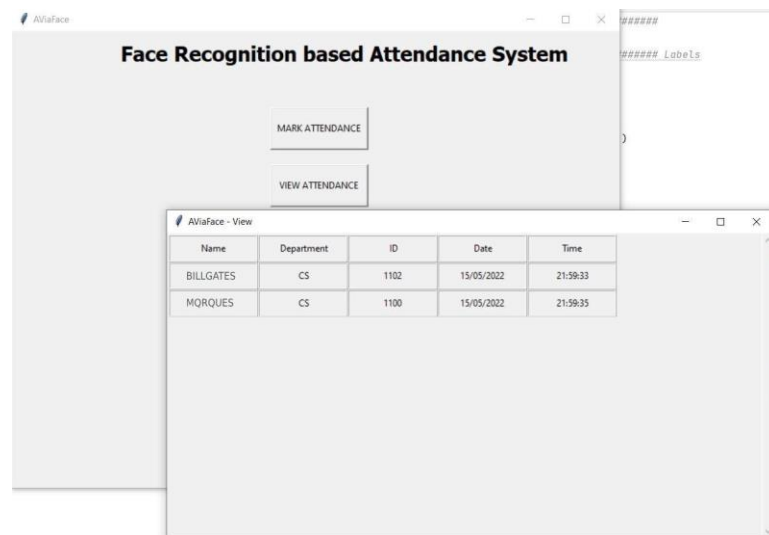 AViaFace
#######
Face Recognition based Attendance System
###### Labels
MARK ATTENDANCE
)
VIEW ATTENDANCE
AViaFace - View
Name Department ID Date Time
BILLGATES CS 1102 15/05/2022 21:59:33
MQRQUES CS 1100 15/05/2022 21:59:35